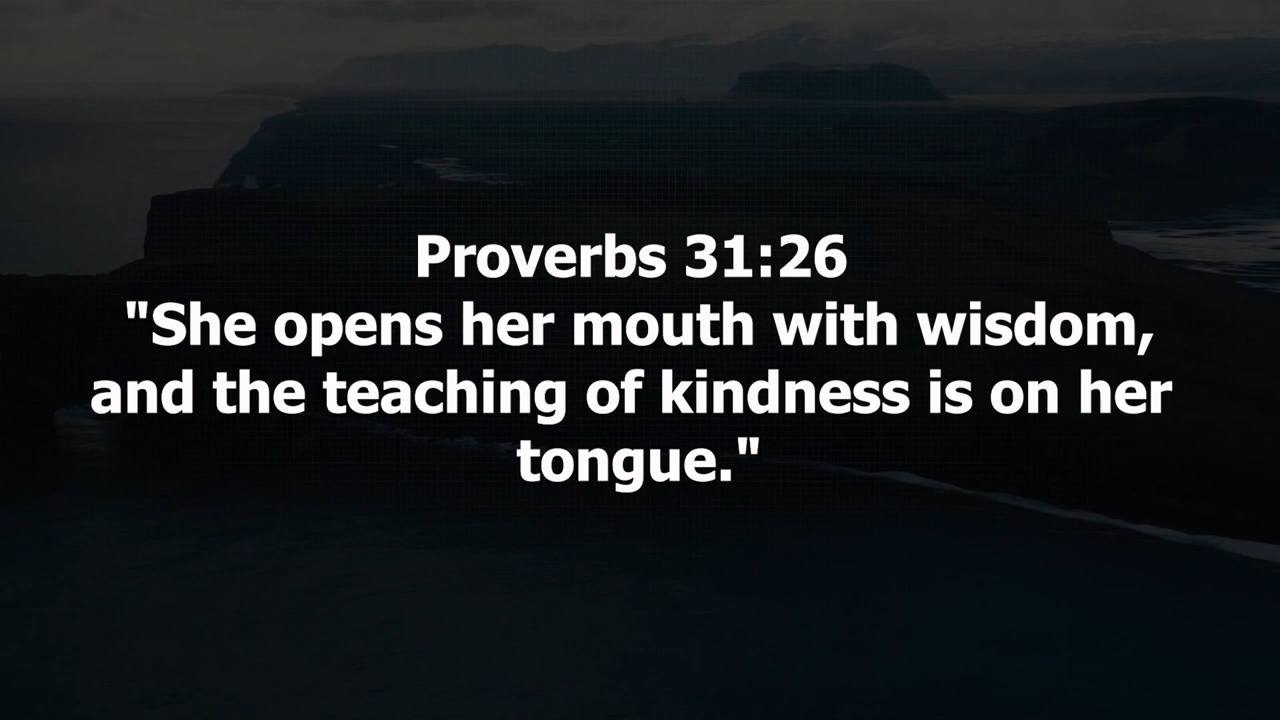 Proverbs 31:26
"She opens her mouth with wisdom,
and the teaching of kindness is on her
tongue."